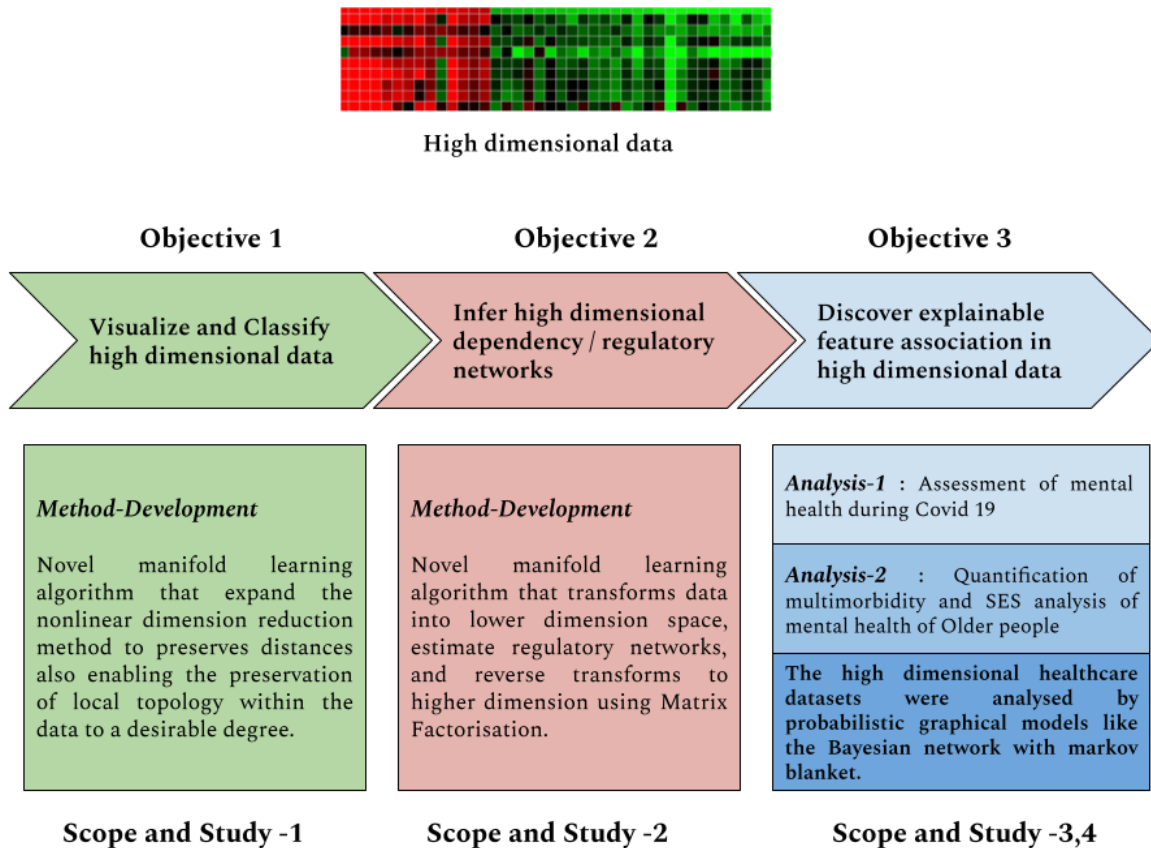 High dimensional data
Objective 1
Objective 2
Objective 3
Visualize and Classify
high dimensional data
Infer high dimensional
dependency / regulatory
networks
Discover explainable
feature association in
high dimensional data
Method-Development
Novel manifold learning
algorithm that expand the
nonlinear dimension reduction
method to preserves distances
also enabling the preservation
of local topology within the
data to a desirable degree.
Method-Development
Novel manifold learning
algorithm that transforms data
into lower dimension space,
estimate regulatory networks,
and reverse transforms to
higher dimension using Matrix
Factorisation.
Analysis-1 : Assessment of mental
health during Covid 19
Analysis-2 : Quantification of
multimorbidity and SES analysis of
mental health of Older people
The high dimensional healthcare
datasets were analysed by
probabilistic graphical models like
the Bayesian network with markov
blanket.
Scope and Study -1
Scope and Study -2
Scope and Study -3,4